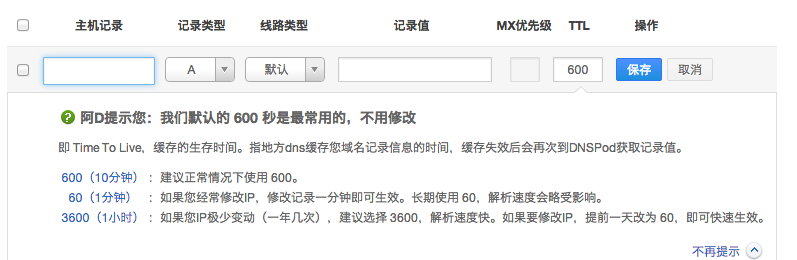 主机记录 记录类型 线路类型 记录值 MX优先级 TTL 操作
A 默认 600 保存 取消
阿D提示您：我们默认的 600 秒是最常用的，不用修改
即 Time To Live，缓存的生存时间。指地方dns缓存您域名记录信息的时间，缓存失效后会再次到DNSPod获取记录值。
600（10分钟）：建议正常情况下使用 600。
60（1分钟）：如果您经常修改IP，修改记录一分钟即可生效。长期使用 60，解析速度会略受影响。
3600（1小时）：如果您IP极少变动（一年几次），建议选择 3600，解析速度快。如果要修改IP，提前一天改为 60，即可快速生效。
不再提示